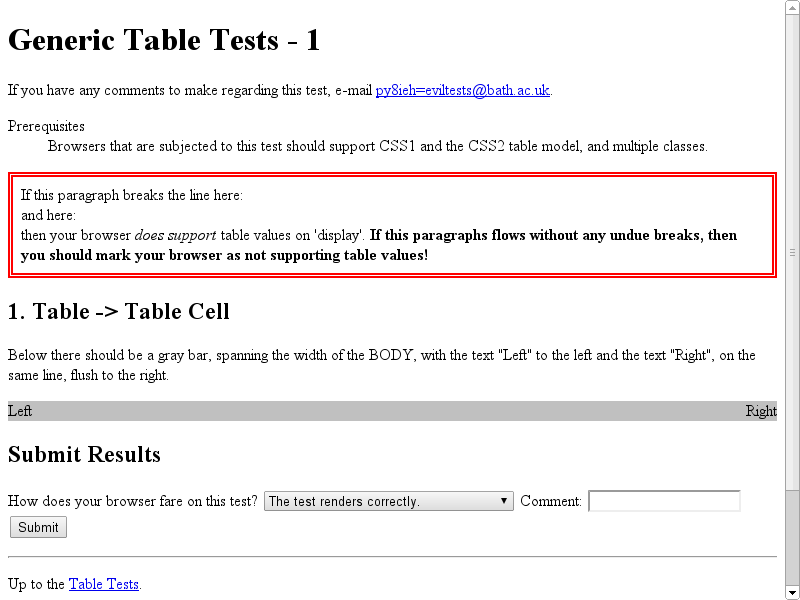 Generic Table Tests - 1
If you have any comments to make regarding this test, e-mail py8ieh=eviltests@bath.ac.uk.
Prerequisites
Browsers that are subjected to this test should support CSS1 and the CSS2 table model, and multiple classes.
If this paragraph breaks the line here:
and here:
then your browser does support table values on 'display'. If this paragraphs flows without any undue breaks, then
you should mark your browser as not supporting table values!
1. Table -> Table Cell
Below there should be a gray bar, spanning the width of the BODY, with the text "Left" to the left and the text "Right", on the
same line, flush to the right.
Left Right
Submit Results
How does your browser fare on this test? The test renders correctly. Comment:
Submit
Up to the Table Tests.